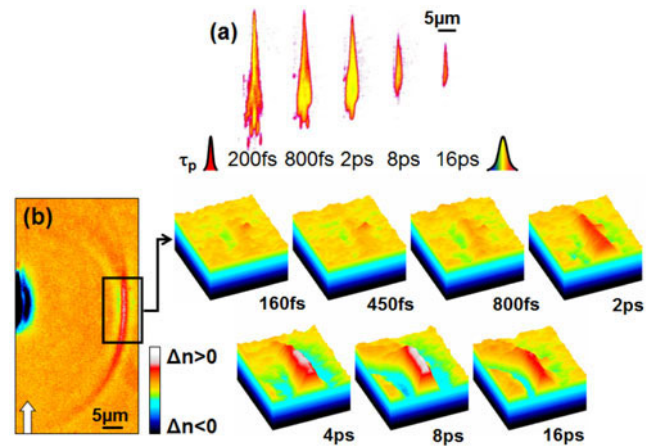 (a)
5µm
τp 200fs 800fs 2ps 8ps 16ps
(b)
160fs 450fs 800fs 2ps
Δn>0
Δn<0
5µm
4ps 8ps 16ps